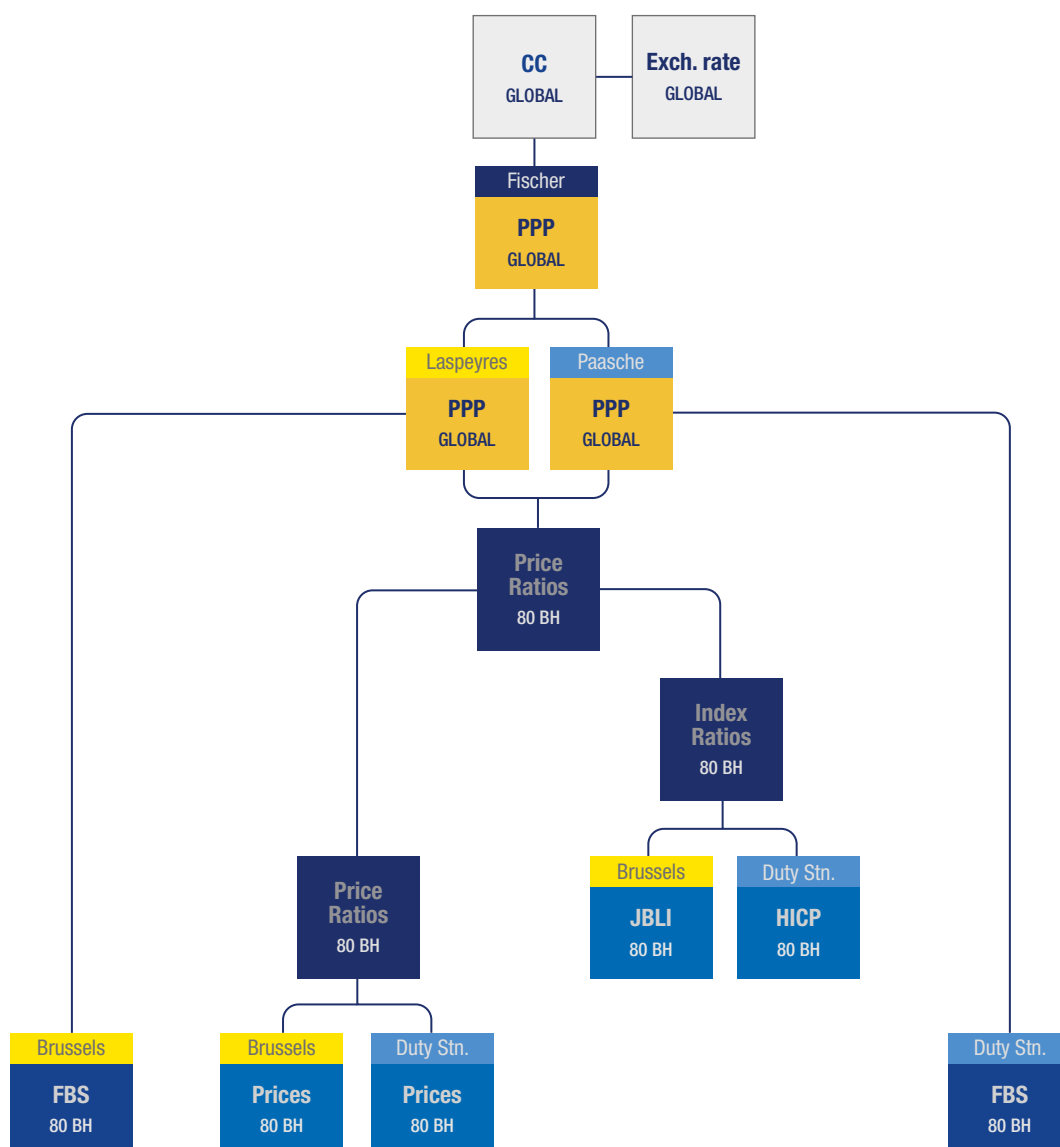 CC
GLOBAL
Exch. rate
GLOBAL
Fischer
PPP
GLOBAL
Laspeyres
PPP
GLOBAL
Paasche
PPP
GLOBAL
Price
Ratios
80 BH
Index
Ratios
80 BH
Price
Ratios
80 BH
Brussels
JBLI
80 BH
Duty Stn.
HICP
80 BH
Brussels
FBS
80 BH
Brussels
Prices
80 BH
Duty Stn.
Prices
80 BH
Duty Stn.
FBS
80 BH